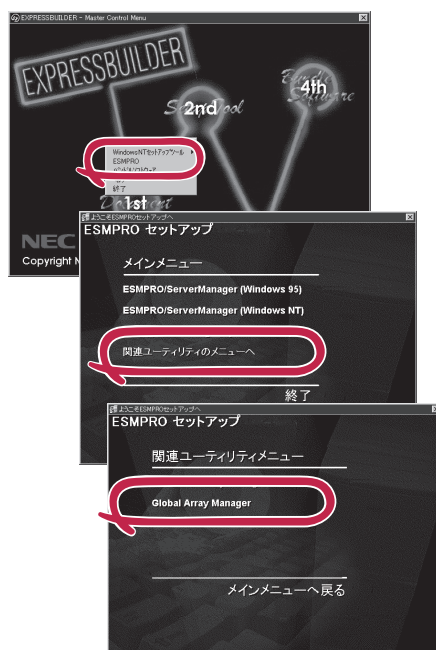 EXPRESSBUILDER - Master Control Menu
EXPRESSBUILDER
4th
2nd
WindowsNTセットアップツール
ESMPRO
終了
1st
NEC
Copyright N
ようこそESMPROセットアップへ
ESMPRO セットアップ
メインメニュー
ESMPRO/ServerManager (Windows 95)
ESMPRO/ServerManager (Windows NT)
関連ユーティリティのメニューへ
終了
ようこそESMPROセットアップへ
ESMPRO セットアップ
関連ユーティリティメニュー
Global Array Manager
メインメニューへ戻る